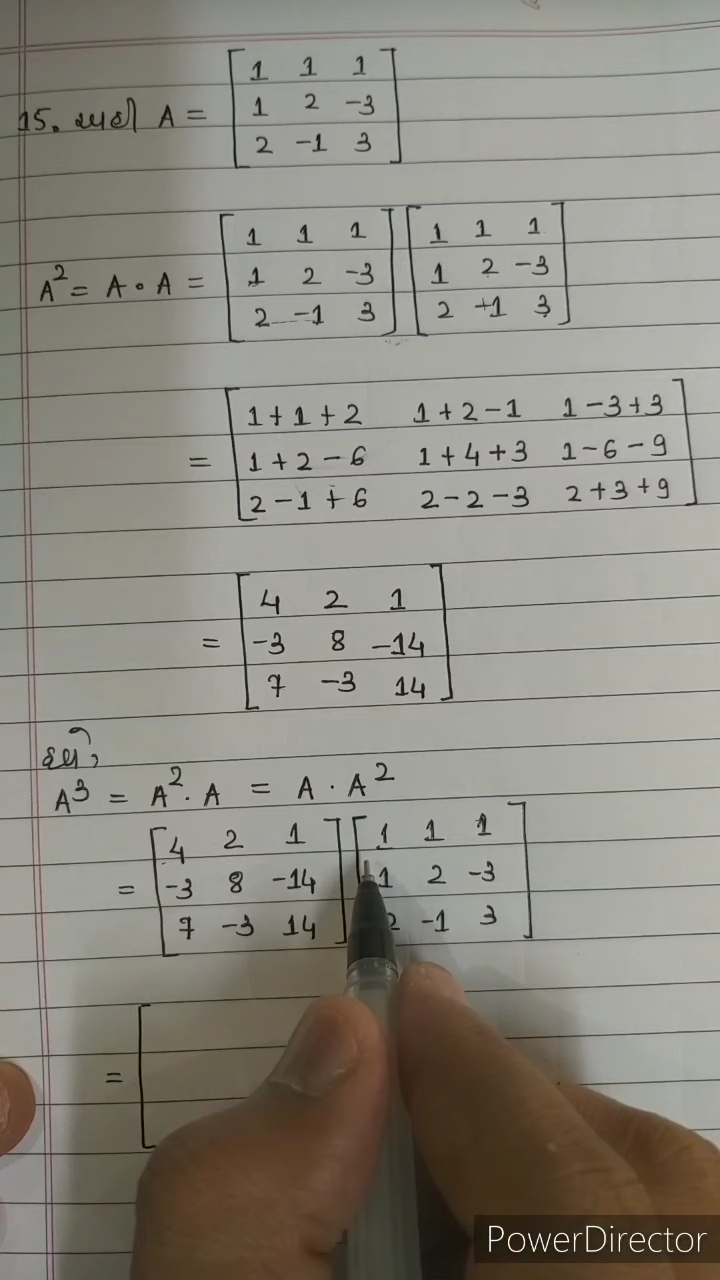 15. અહીં A = [ 1 1 1
1 2 -3
2 -1 3 ]
A² = A • A = [ 1 1 1 ] [ 1 1 1 ]
[ 1 2 -3 ] [ 1 2 -3 ]
[ 2 -1 3 ] [ 2 +1 3 ]
= [ 1+1+2 1+2-1 1-3+3
1+2-6 1+4+3 1-6-9
2-1+6 2-2-3 2+3+9 ]
= [ 4 2 1
-3 8 -14
7 -3 14 ]
હવે,
A³ = A² . A = A . A²
= [ 4 2 1 ] [ 1 1 1 ]
[ -3 8 -14 ] [ 1 2 -3 ]
[ 7 -3 14 ] [ 2 -1 3 ]
= [
PowerDirector